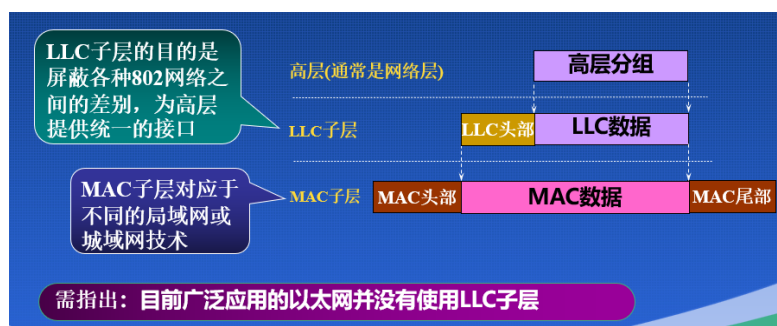 LLC子层的目的是
屏蔽各种802网络之
间的差别，为高层
提供统一的接口
高层(通常是网络层)
高层分组
LLC子层
LLC头部
LLC数据
MAC子层对应于
不同的局域网或
城域网技术
MAC子层
MAC头部
MAC数据
MAC尾部
需指出：目前广泛应用的以太网并没有使用LLC子层